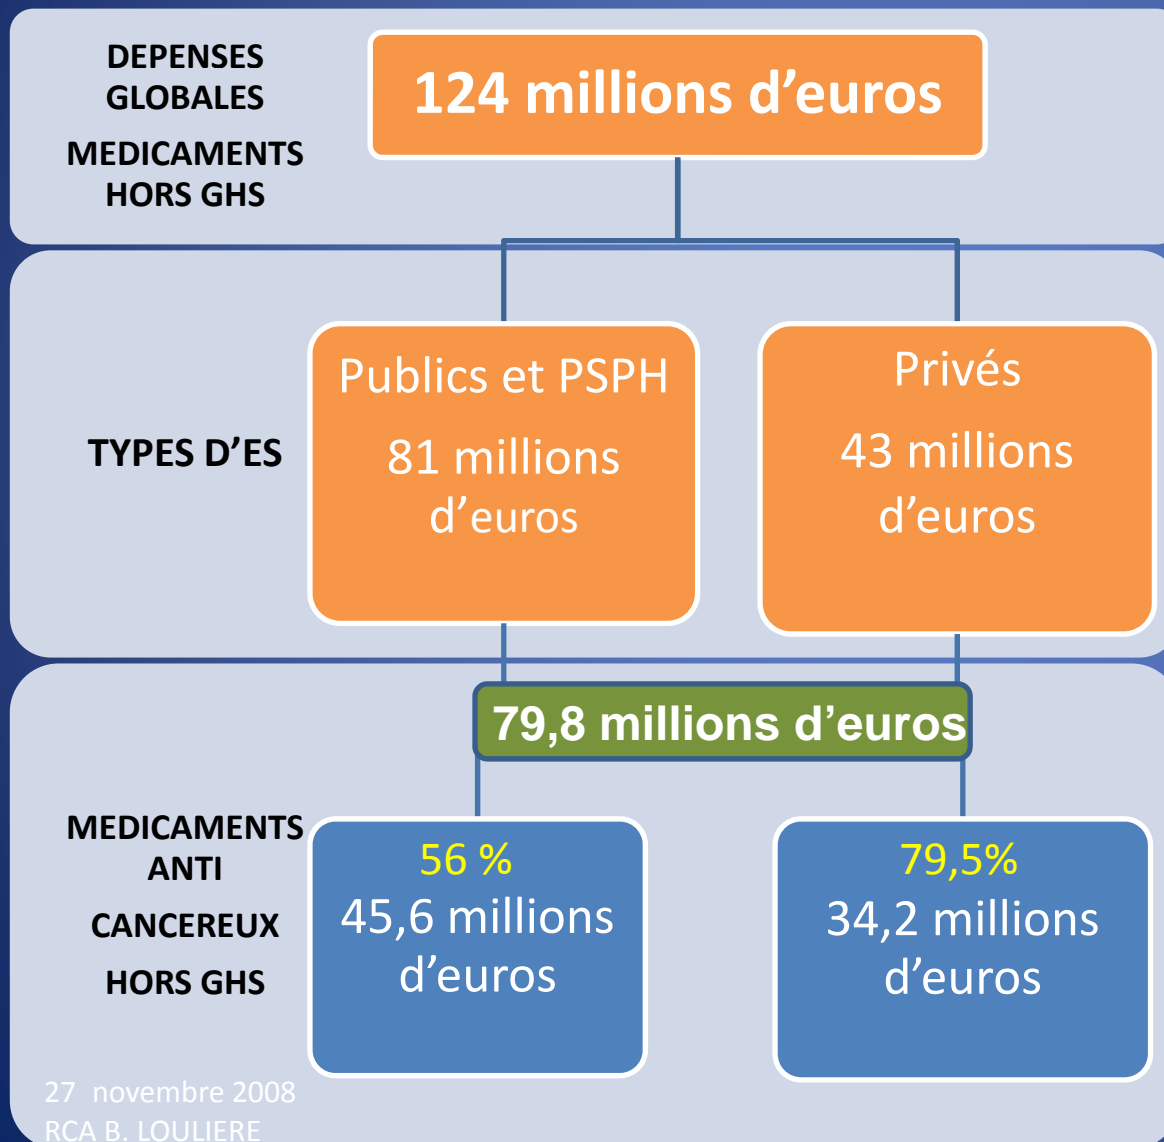 DEPENSES
GLOBALES
MEDICAMENTS
HORS GHS
124 millions d’euros
TYPES D’ES
Publics et PSPH
81 millions
d’euros
Privés
43 millions
d’euros
79,8 millions d’euros
MEDICAMENTS
ANTI
CANCEREUX
HORS GHS
56 %
45,6 millions
d’euros
79,5%
34,2 millions
d’euros
27 novembre 2008
RCA B. LOULIERE